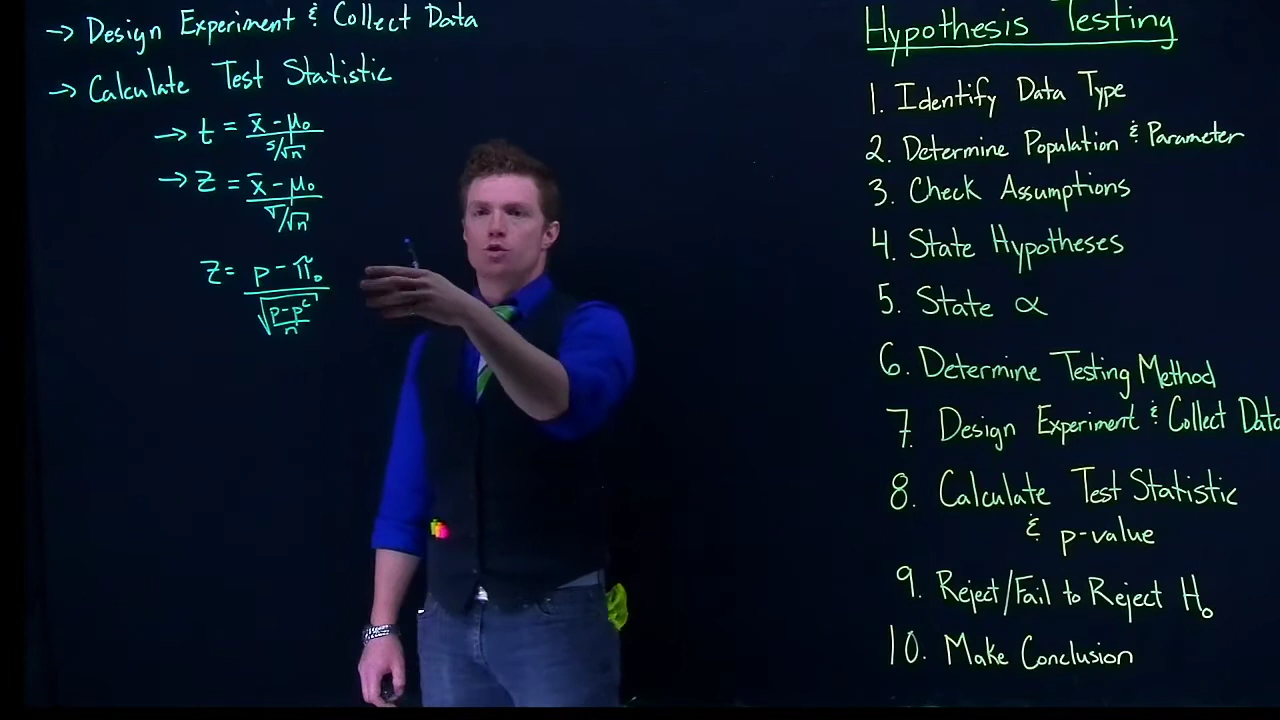 → Design Experiment & Collect Data
→ Calculate Test Statistic
→ t = x̄ - μ₀ / s/√n
→ z = x̄ - μ₀ / σ/√n
z = p - π₀ / √(p-p²/n)
Hypothesis Testing
1. Identify Data Type
2. Determine Population & Parameter
3. Check Assumptions
4. State Hypotheses
5. State α
6. Determine Testing Method
7. Design Experiment & Collect Data
8. Calculate Test Statistic
& p-value
9. Reject/Fail to Reject H₀
10. Make Conclusion